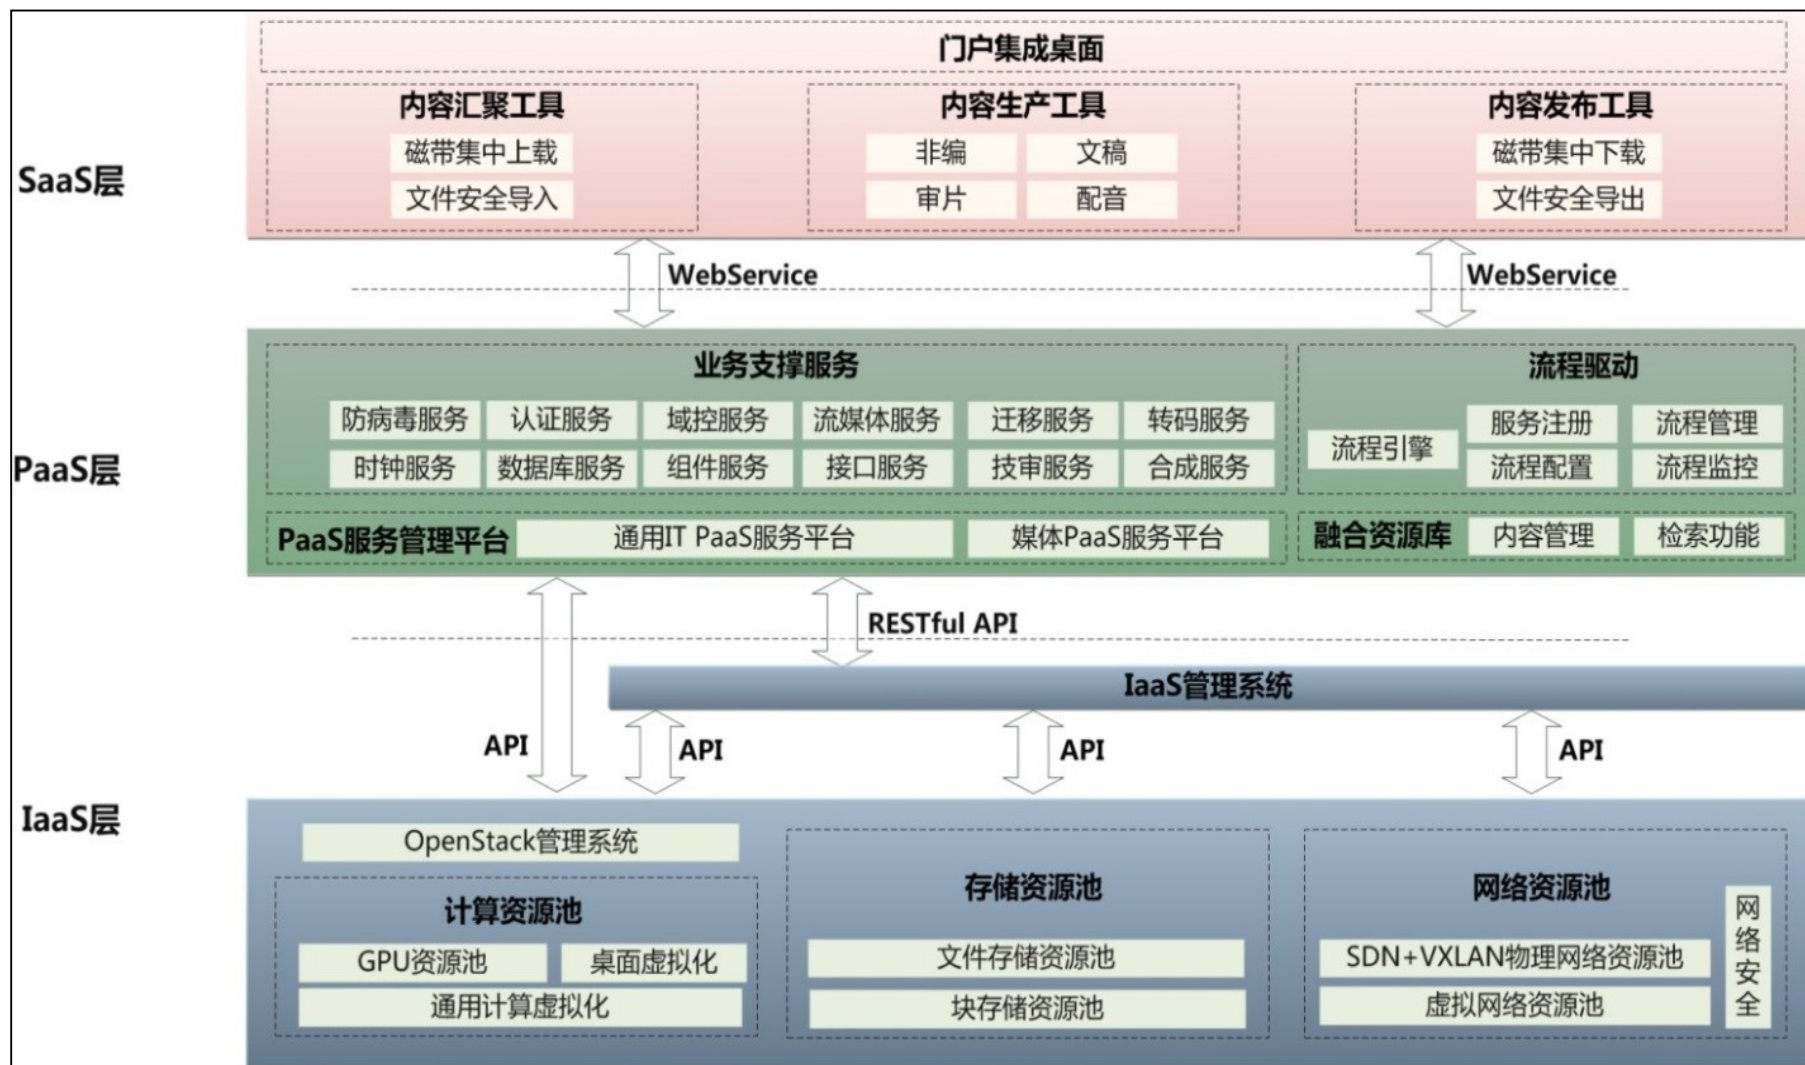 门户集成桌面
内容汇聚工具
磁带集中上载
文件安全导入
内容生产工具
非编 文稿
审片 配音
内容发布工具
磁带集中下载
文件安全导出
SaaS层
WebService
WebService
业务支撑服务
防病毒服务 认证服务 域控服务 流媒体服务 迁移服务 转码服务
时钟服务 数据库服务 组件服务 接口服务 技审服务 合成服务
流程驱动
流程引擎
服务注册 流程管理
流程配置 流程监控
PaaS层
PaaS服务管理平台 通用IT PaaS服务平台 媒体PaaS服务平台
融合资源库 内容管理 检索功能
RESTful API
IaaS管理系统
API
API
API
API
IaaS层
OpenStack管理系统
计算资源池
GPU资源池 桌面虚拟化
通用计算虚拟化
存储资源池
文件存储资源池
块存储资源池
网络资源池
SDN+VXLAN物理网络资源池
虚拟网络资源池
网络安全